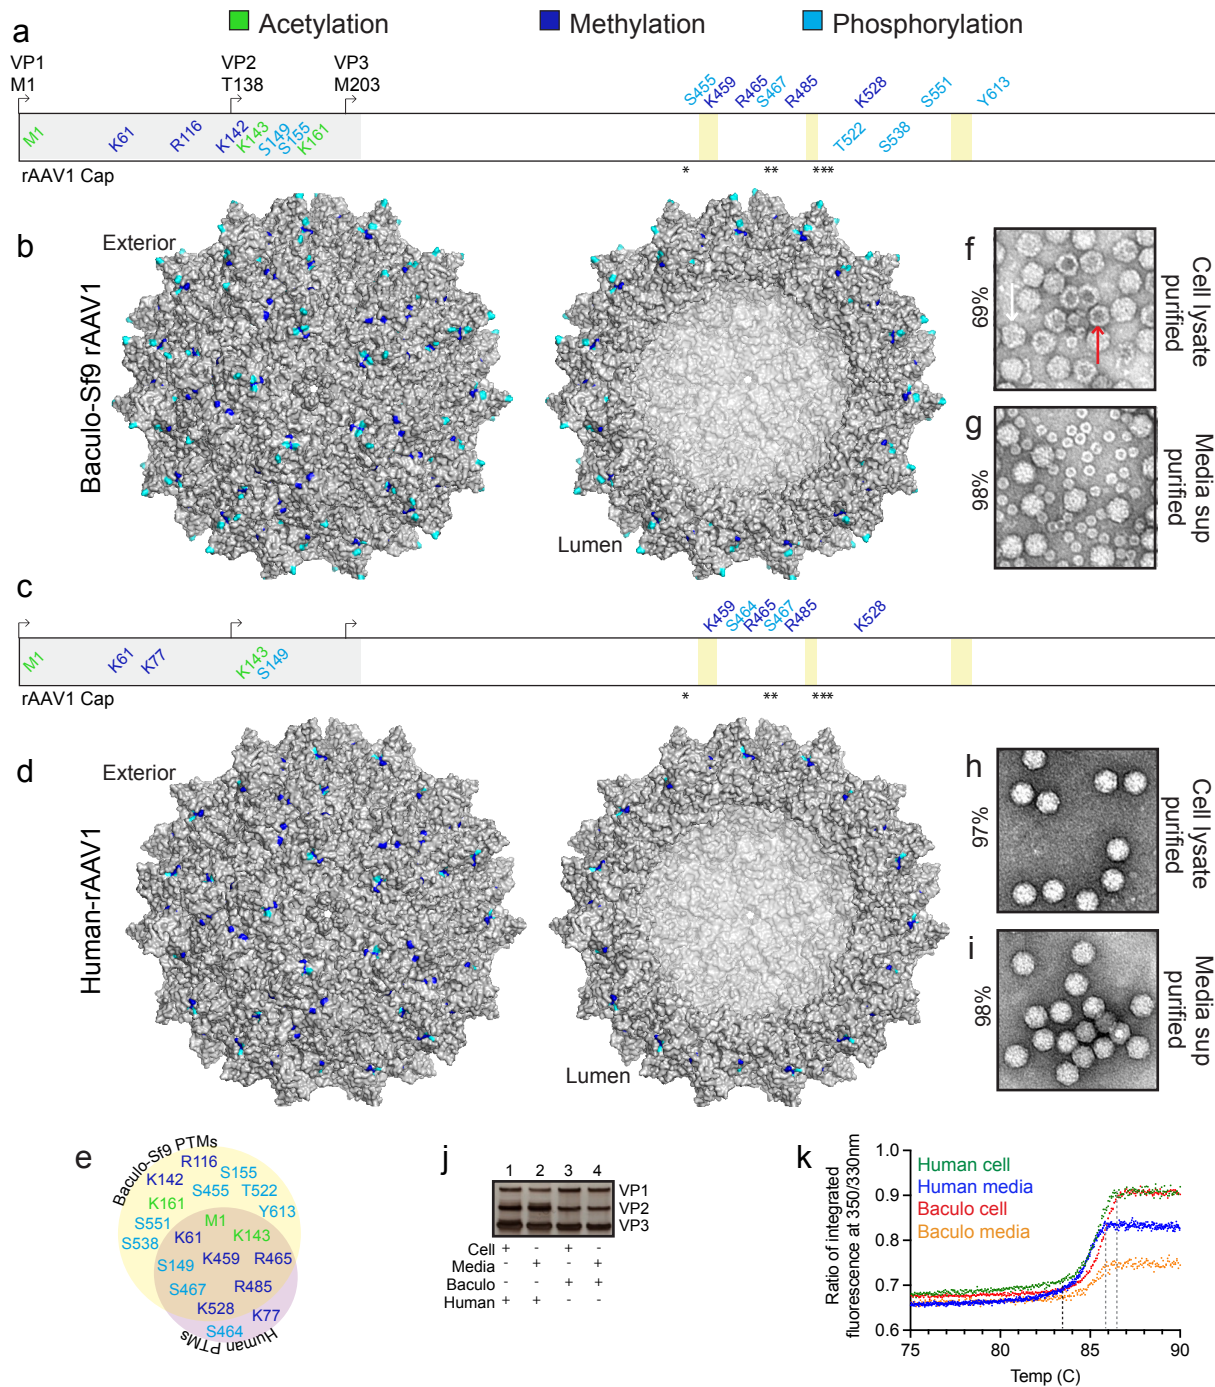 a
Acetylation
Methylation
Phosphorylation
VP1
M1
VP2
T138
VP3
M203
S455
K459
R465
S467
R485
K528
S551
Y613
M1
K61
R116
K142
K143
S149
S155
K161
T522
S538
rAAV1 Cap
*
**
***
b
Exterior
Lumen
Baculo-Sf9 rAAV1
f
69%
Cell lysate
purified
g
98%
Media sup
purified
c
K459
S464
R465
S467
R485
K528
M1
K61
K77
K143
S149
rAAV1 Cap
*
**
***
d
Exterior
Lumen
Human-rAAV1
h
97%
Cell lysate
purified
i
98%
Media sup
purified
e
Baculo-Sf9 PTMs
R116
S155
K142
S455
T522
K161
Y613
S551
M1
S538
K61
K143
K459
R465
S149
S467
R485
K528
K77
S464
Human PTMs
j
1 2 3 4
VP1
VP2
VP3
Cell + - + -
Media - + - +
Baculo - - + +
Human + + - -
k
Human cell
Human media
Baculo cell
Baculo media
Ratio of integrated
fluorescence at 350/330nm
1.0
0.9
0.8
0.7
0.6
75 80 85 90
Temp (C)